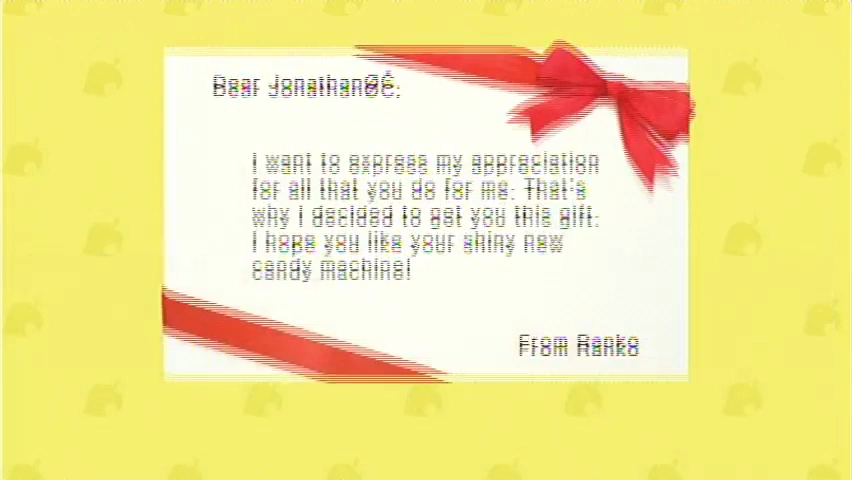 Dear JonathanØĖ,
I want to express my appreciation
for all that you do for me. That's
why I decided to get you this gift.
I hope you like your shiny new
candy machine!
From Ranko